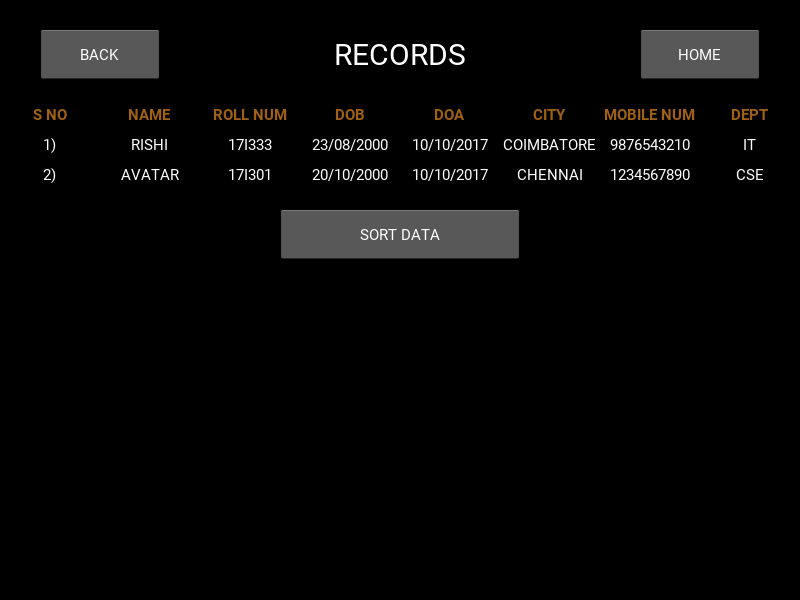 BACK RECORDS HOME
S NO NAME ROLL NUM DOB DOA CITY MOBILE NUM DEPT
1) RISHI 17I333 23/08/2000 10/10/2017 COIMBATORE 9876543210 IT
2) AVATAR 17I301 20/10/2000 10/10/2017 CHENNAI 1234567890 CSE
SORT DATA